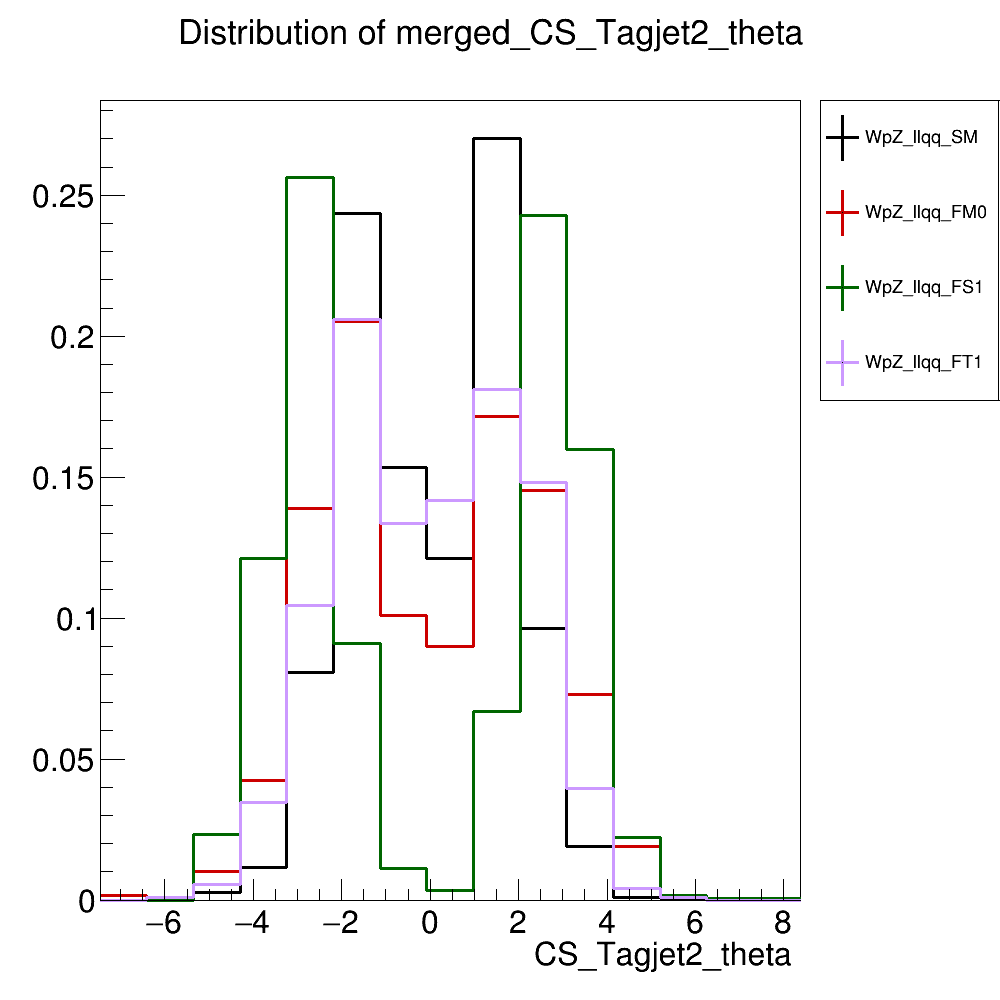 Distribution of merged_CS_Tagjet2_theta
WpZ_llqq_SM
WpZ_llqq_FM0
WpZ_llqq_FS1
WpZ_llqq_FT1
0.25
0.2
0.15
0.1
0.05
0
−6 −4 −2 0 2 4 6 8
CS_Tagjet2_theta